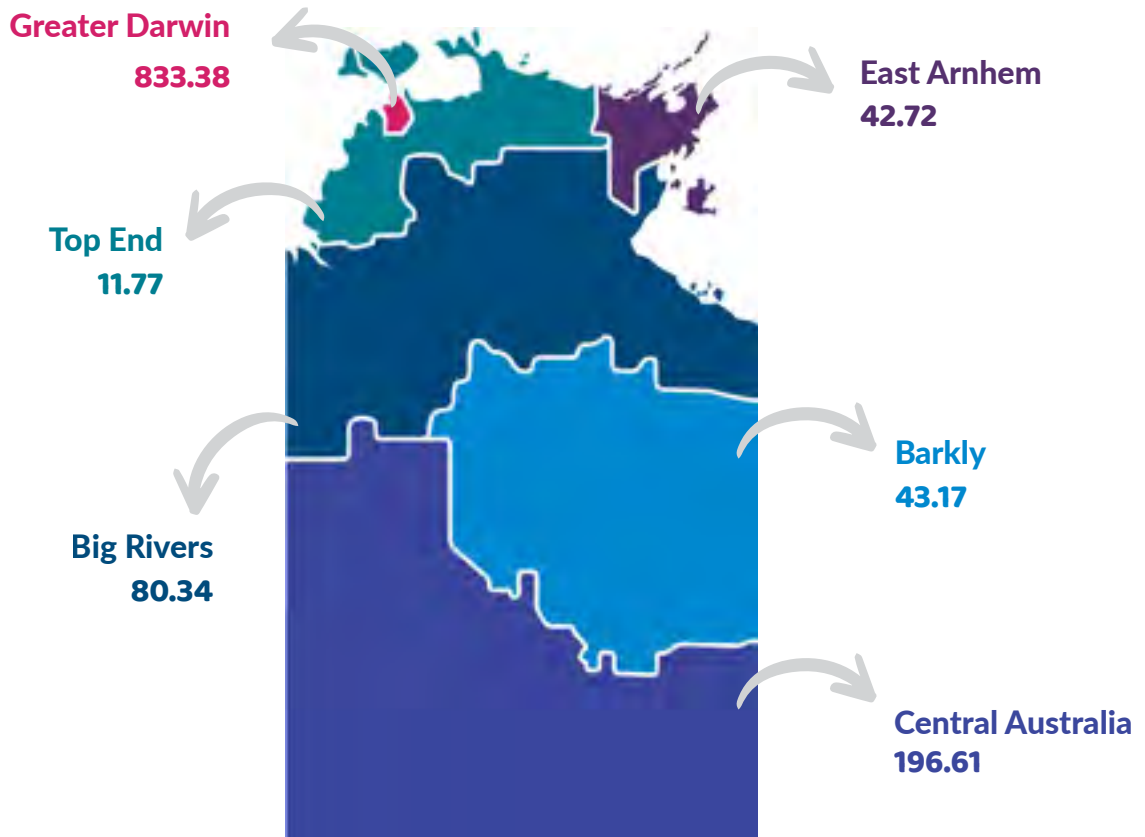 Greater Darwin
833.38
East Arnhem
42.72
Top End
11.77
Barkly
43.17
Big Rivers
80.34
Central Australia
196.61